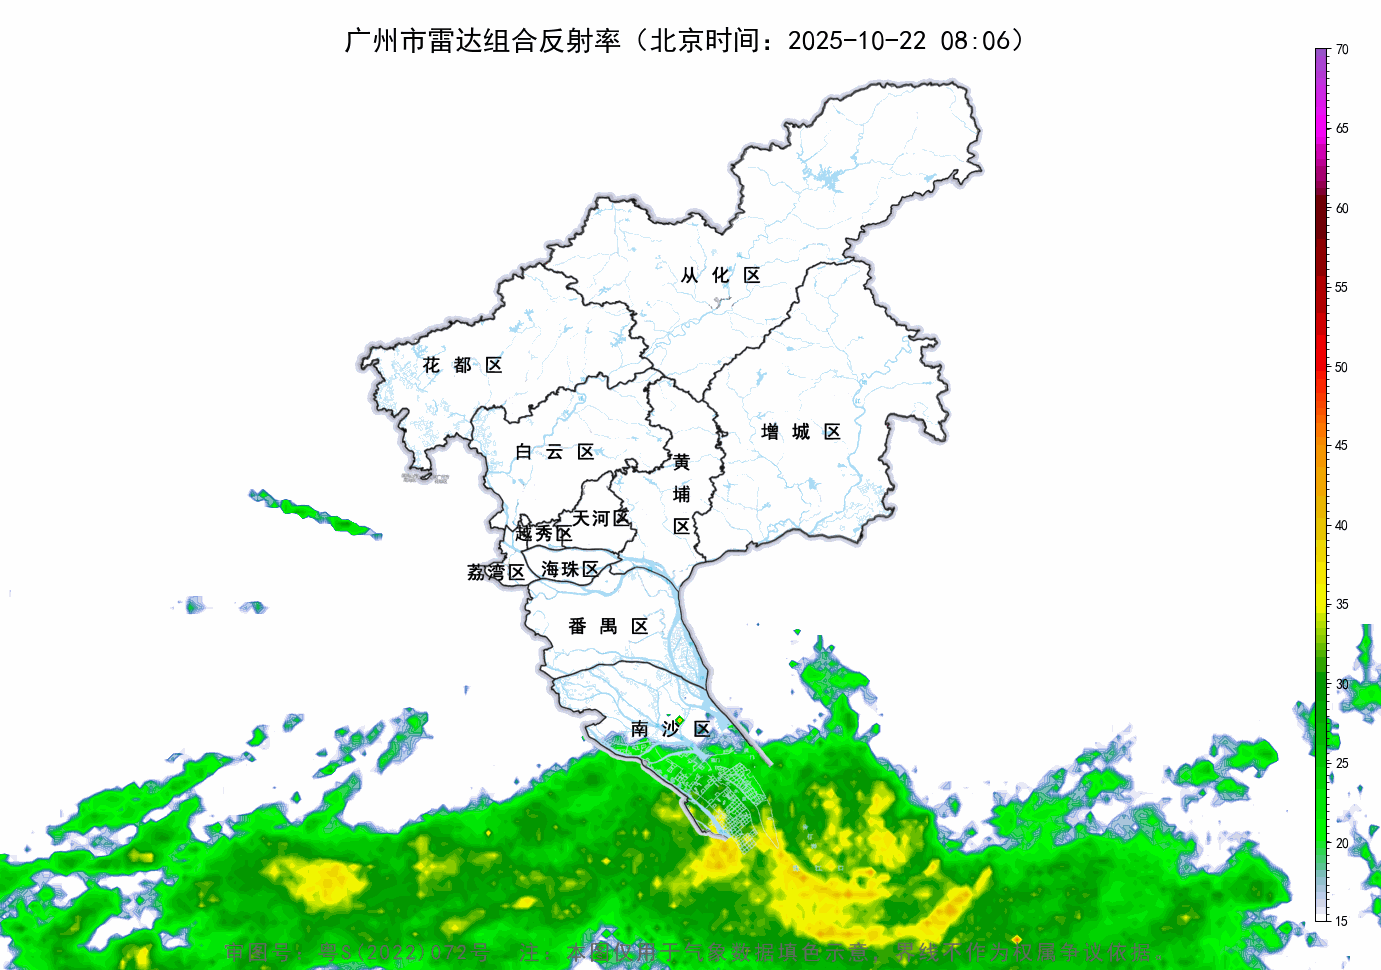 广州市雷达组合反射率（北京时间：2025-10-22 08:06）
70
65
60
55
50
45
40
35
30
25
20
15
从化区
花都区
增城区
白云区
黄埔区
天河区
越秀区
荔湾区
海珠区
番禺区
南沙区
审图号：粤S(2022)072号 注：本图仅用于气象数据填色示意，界线不作为权属争议依据。